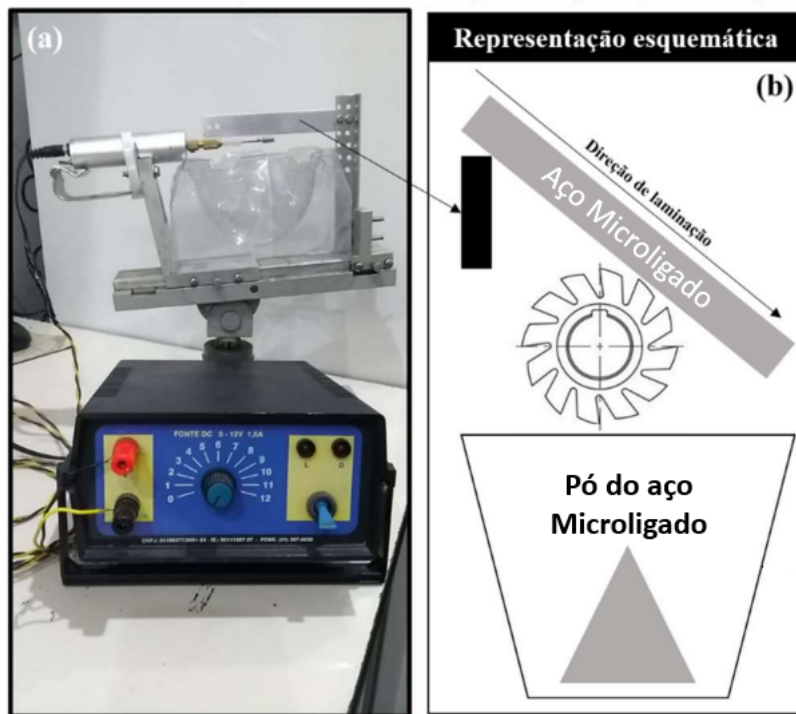 (a)
FONTE DC 0 - 12V 1,5A
0 1 2 3 4 5 6 7 8 9 10 11 12
L D
Representação esquemática
(b)
Direção de laminação
Aço Microligado
Pó do aço
Microligado